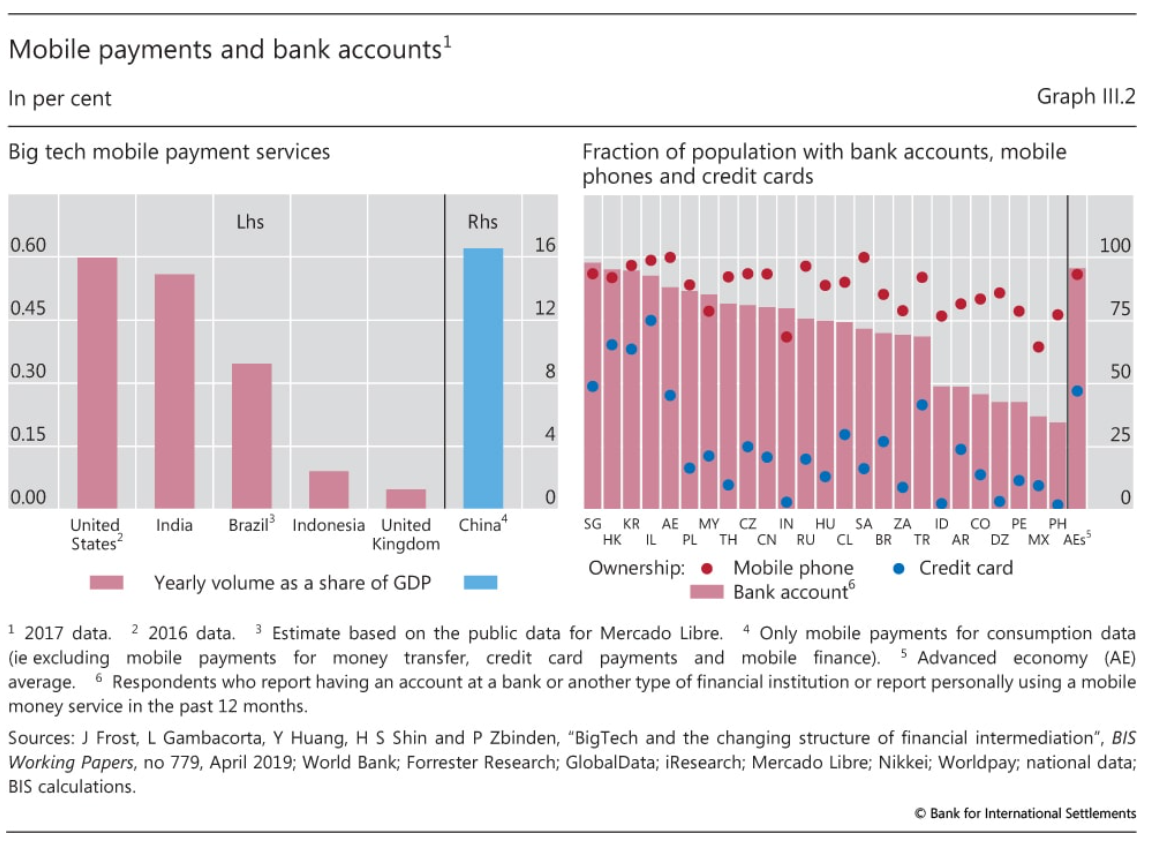 Mobile payments and bank accounts¹
In per cent
Graph III.2
Big tech mobile payment services
Lhs
Rhs
0.60
0.45
0.30
0.15
0.00
16
12
8
4
0
United States²
India
Brazil³
Indonesia
United Kingdom
China⁴
Yearly volume as a share of GDP
Fraction of population with bank accounts, mobile
phones and credit cards
100
75
50
25
0
SG KR AE MY CZ IN HU SA ZA ID CO PE PH
HK IL PL TH CN RU CL BR TR AR DZ MX AEs⁵
Ownership: Mobile phone Credit card
Bank account⁶
¹ 2017 data. ² 2016 data. ³ Estimate based on the public data for Mercado Libre. ⁴ Only mobile payments for consumption data
(ie excluding mobile payments for money transfer, credit card payments and mobile finance). ⁵ Advanced economy (AE)
average. ⁶ Respondents who report having an account at a bank or another type of financial institution or report personally using a mobile
money service in the past 12 months.
Sources: J Frost, L Gambacorta, Y Huang, H S Shin and P Zbinden, “BigTech and the changing structure of financial intermediation”, BIS
Working Papers, no 779, April 2019; World Bank; Forrester Research; GlobalData; iResearch; Mercado Libre; Nikkei; Worldpay; national data;
BIS calculations.
© Bank for International Settlements